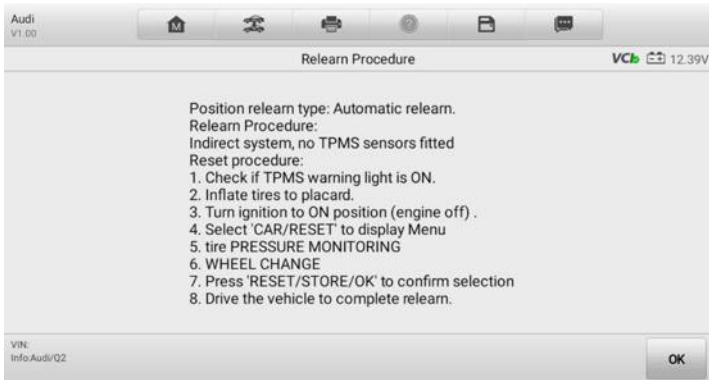 Audi
V1.00
M
Relearn Procedure
VCI
12.39V
Position relearn type: Automatic relearn.
Relearn Procedure:
Indirect system, no TPMS sensors fitted
Reset procedure:
1. Check if TPMS warning light is ON.
2. Inflate tires to placard.
3. Turn ignition to ON position (engine off) .
4. Select 'CAR/RESET' to display Menu
5. tire PRESSURE MONITORING
6. WHEEL CHANGE
7. Press 'RESET/STORE/OK' to confirm selection
8. Drive the vehicle to complete relearn.
VIN:
Info:Audi/Q2
OK